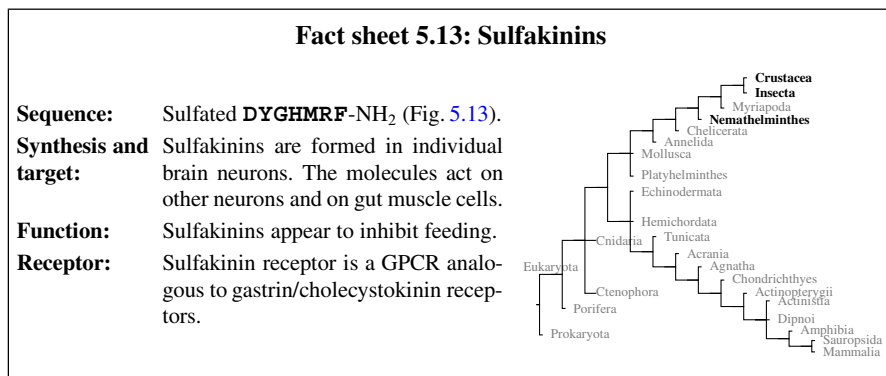 Fact sheet 5.13: Sulfakinins
Sequence: Sulfated DYGHMRF-NH2 (Fig. 5.13).
Synthesis and target: Sulfakinins are formed in individual
brain neurons. The molecules act on
other neurons and on gut muscle cells.
Function: Sulfakinins appear to inhibit feeding.
Receptor: Sulfakinin receptor is a GPCR analo-
gous to gastrin/cholecystokinin recep-
tors.
Crustacea
Insecta
Myriapoda
Nemathelminthes
Chelicerata
Annelida
Mollusca
Platyhelminthes
Echinodermata
Hemichordata
Cnidaria
Tunicata
Acrania
Eukaryota
Agnatha
Chondrichthyes
Ctenophora
Actinopterygii
Actinistia
Porifera
Dipnoi
Amphibia
Prokaryota
Sauropsida
Mammalia